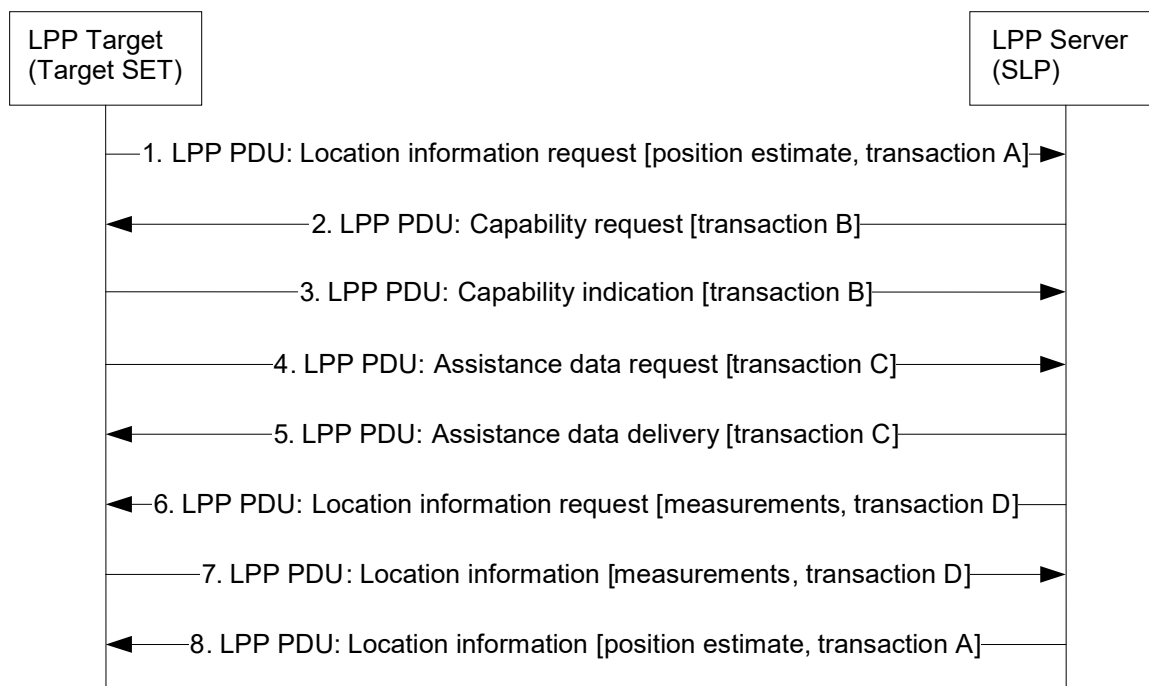 LPP Target
(Target SET)
LPP Server
(SLP)
1. LPP PDU: Location information request [position estimate, transaction A]
2. LPP PDU: Capability request [transaction B]
3. LPP PDU: Capability indication [transaction B]
4. LPP PDU: Assistance data request [transaction C]
5. LPP PDU: Assistance data delivery [transaction C]
6. LPP PDU: Location information request [measurements, transaction D]
7. LPP PDU: Location information [measurements, transaction D]
8. LPP PDU: Location information [position estimate, transaction A]